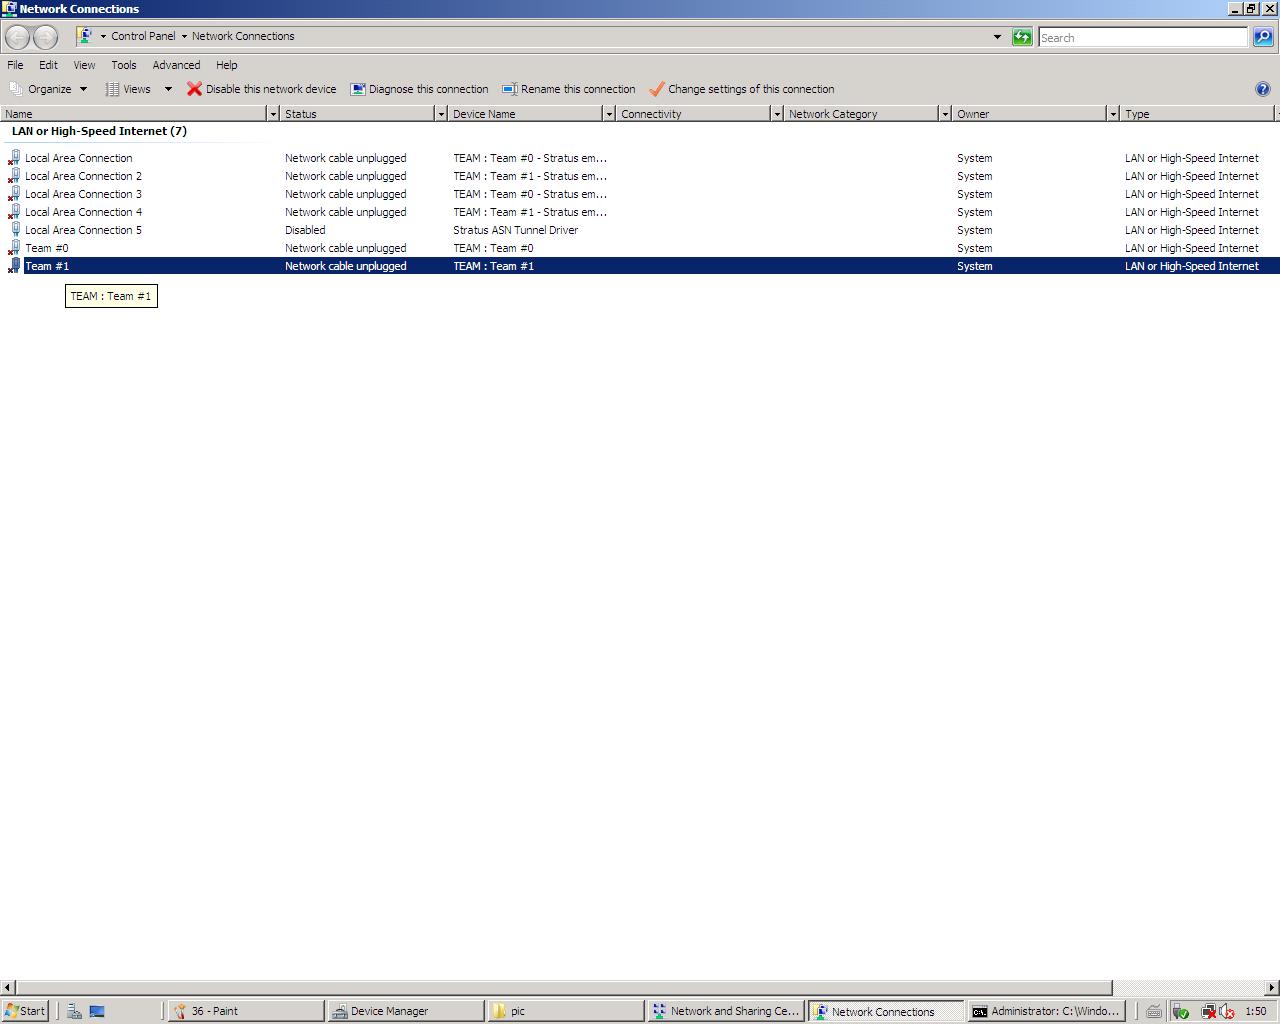 Network Connections
Control Panel Network Connections Search
File Edit View Tools Advanced Help
Organize Views Disable this network device Diagnose this connection Rename this connection Change settings of this connection
Name Status Device Name Connectivity Network Category Owner Type
LAN or High-Speed Internet (7)
Local Area Connection Network cable unplugged TEAM : Team #0 - Stratus em... System LAN or High-Speed Internet
Local Area Connection 2 Network cable unplugged TEAM : Team #1 - Stratus em... System LAN or High-Speed Internet
Local Area Connection 3 Network cable unplugged TEAM : Team #0 - Stratus em... System LAN or High-Speed Internet
Local Area Connection 4 Network cable unplugged TEAM : Team #1 - Stratus em... System LAN or High-Speed Internet
Local Area Connection 5 Disabled Stratus ASN Tunnel Driver System LAN or High-Speed Internet
Team #0 Network cable unplugged TEAM : Team #0 System LAN or High-Speed Internet
Team #1 Network cable unplugged TEAM : Team #1 System LAN or High-Speed Internet
TEAM : Team #1
Start 36 - Paint Device Manager pic Network and Sharing Ce... Network Connections Administrator: C:\Windo... 1:50